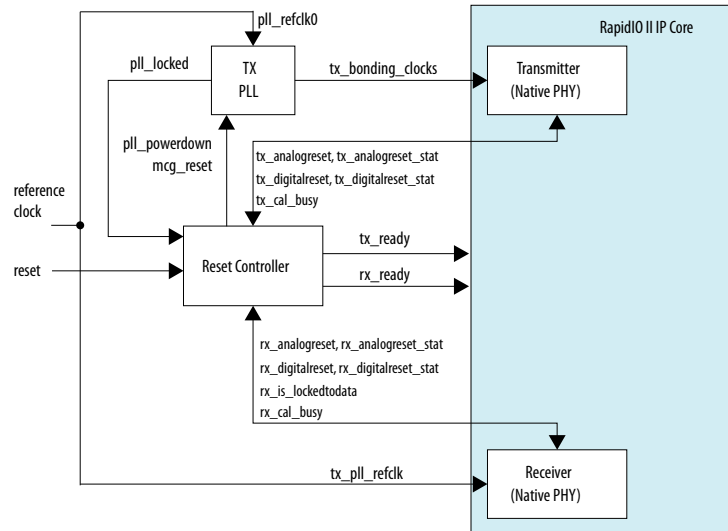 pll_refclk0
RapidIO II IP Core
pll_locked
TX
PLL
tx_bonding_clocks
Transmitter
(Native PHY)
pll_powerdown
mcg_reset
tx_analogreset, tx_analogreset_stat
tx_digitalreset, tx_digitalreset_stat
tx_cal_busy
reference
clock
reset
Reset Controller
tx_ready
rx_ready
rx_analogreset, rx_analogreset_stat
rx_digitalreset, rx_digitalreset_stat
rx_is_lockedtodata
rx_cal_busy
tx_pll_refclk
Receiver
(Native PHY)